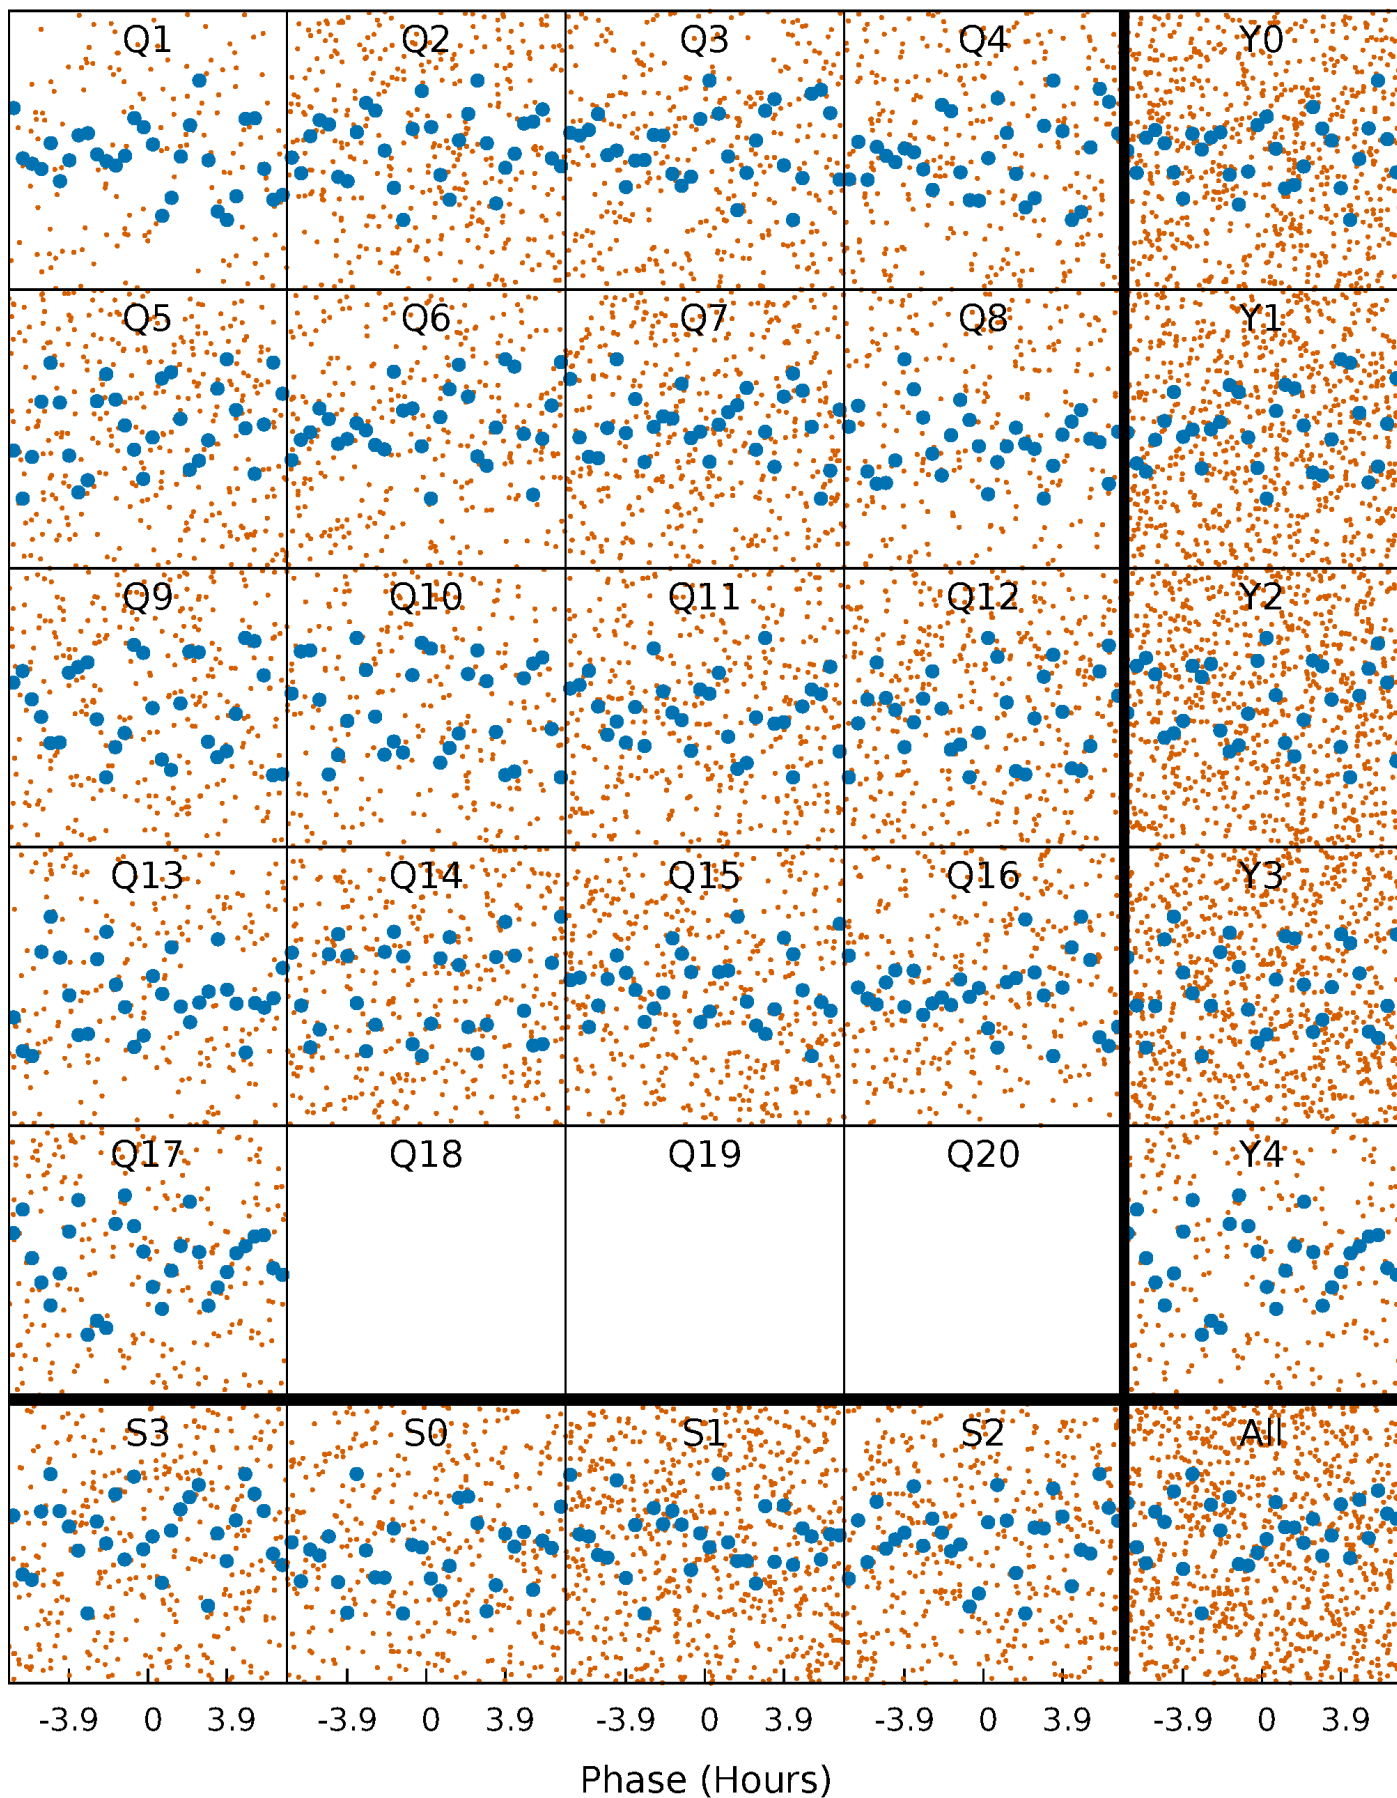 Q1 Q2 Q3 Q4 Y0
Q5 Q6 Q7 Q8 Y1
Q9 Q10 Q11 Q12 Y2
Q13 Q14 Q15 Q16 Y3
Q17 Q18 Q19 Q20 Y4
S3 S0 S1 S2 All
-3.9 0 3.9 -3.9 0 3.9 -3.9 0 3.9 -3.9 0 3.9 -3.9 0 3.9
Phase (Hours)